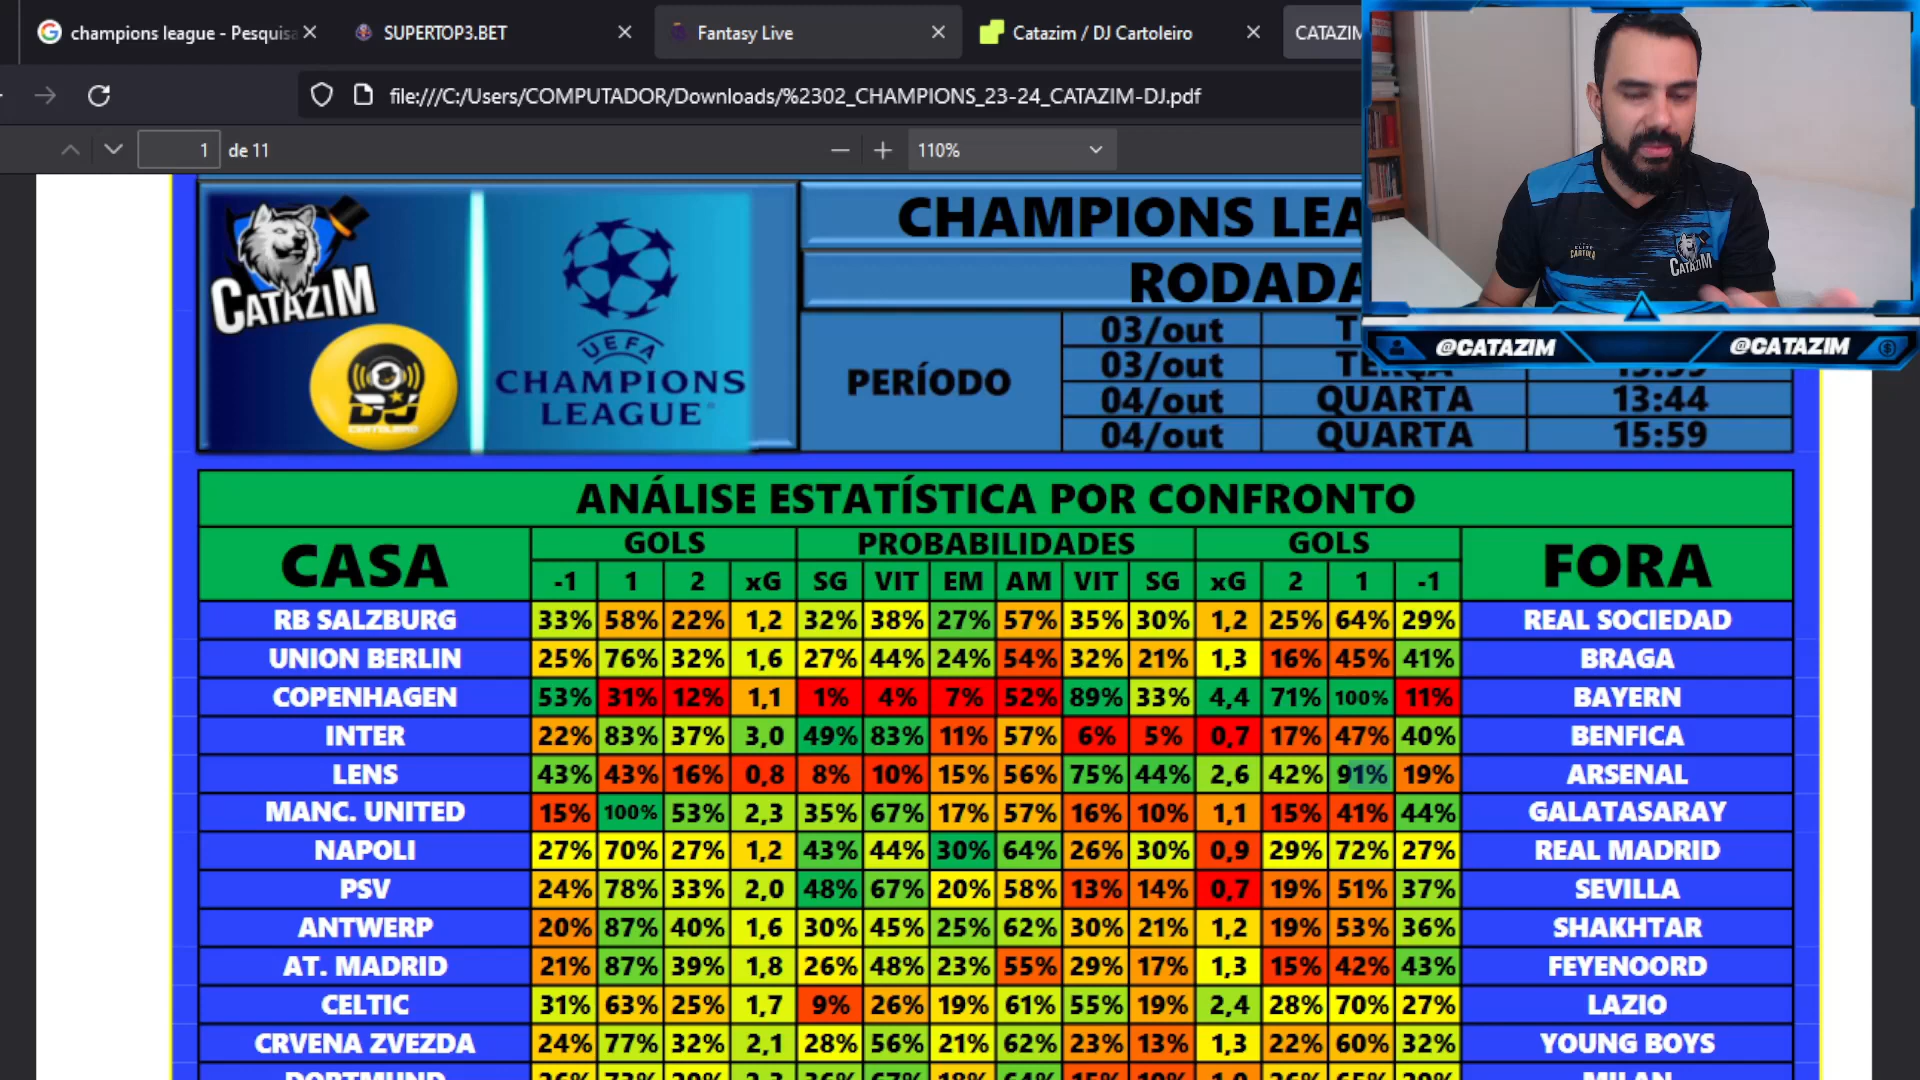 champions league - Pesquisa
SUPERTOP3.BET
Fantasy Live
Catazim / DJ Cartoleiro
CATAZIM
file:///C:/Users/COMPUTADOR/Downloads/%2302_CHAMPIONS_23-24_CATAZIM-DJ.pdf
1 de 11
110%
CATAZIM
DJ
UEFA
CHAMPIONS
LEAGUE
CHAMPIONS LEA
RODADA
PERÍODO
03/out
03/out TERÇA
04/out QUARTA 13:44
04/out QUARTA 15:59
ELITE
CARTOLA
CATAZIM
@CATAZIM @CATAZIM
ANÁLISE ESTATÍSTICA POR CONFRONTO
CASA GOLS PROBABILIDADES GOLS FORA
-1 1 2 xG SG VIT EM AM VIT SG xG 2 1 -1
RB SALZBURG 33% 58% 22% 1,2 32% 38% 27% 57% 35% 30% 1,2 25% 64% 29% REAL SOCIEDAD
UNION BERLIN 25% 76% 32% 1,6 27% 44% 24% 54% 32% 21% 1,3 16% 45% 41% BRAGA
COPENHAGEN 53% 31% 12% 1,1 1% 4% 7% 52% 89% 33% 4,4 71% 100% 11% BAYERN
INTER 22% 83% 37% 3,0 49% 83% 11% 57% 6% 5% 0,7 17% 47% 40% BENFICA
LENS 43% 43% 16% 0,8 8% 10% 15% 56% 75% 44% 2,6 42% 91% 19% ARSENAL
MANC. UNITED 15% 100% 53% 2,3 35% 67% 17% 57% 16% 10% 1,1 15% 41% 44% GALATASARAY
NAPOLI 27% 70% 27% 1,2 43% 44% 30% 64% 26% 30% 0,9 29% 72% 27% REAL MADRID
PSV 24% 78% 33% 2,0 48% 67% 20% 58% 13% 14% 0,7 19% 51% 37% SEVILLA
ANTWERP 20% 87% 40% 1,6 30% 45% 25% 62% 30% 21% 1,2 19% 53% 36% SHAKHTAR
AT. MADRID 21% 87% 39% 1,8 26% 48% 23% 55% 29% 17% 1,3 15% 42% 43% FEYENOORD
CELTIC 31% 63% 25% 1,7 9% 26% 19% 61% 55% 19% 2,4 28% 70% 27% LAZIO
CRVENA ZVEZDA 24% 77% 32% 2,1 28% 56% 21% 62% 23% 13% 1,3 22% 60% 32% YOUNG BOYS
DORTMUND MILAN